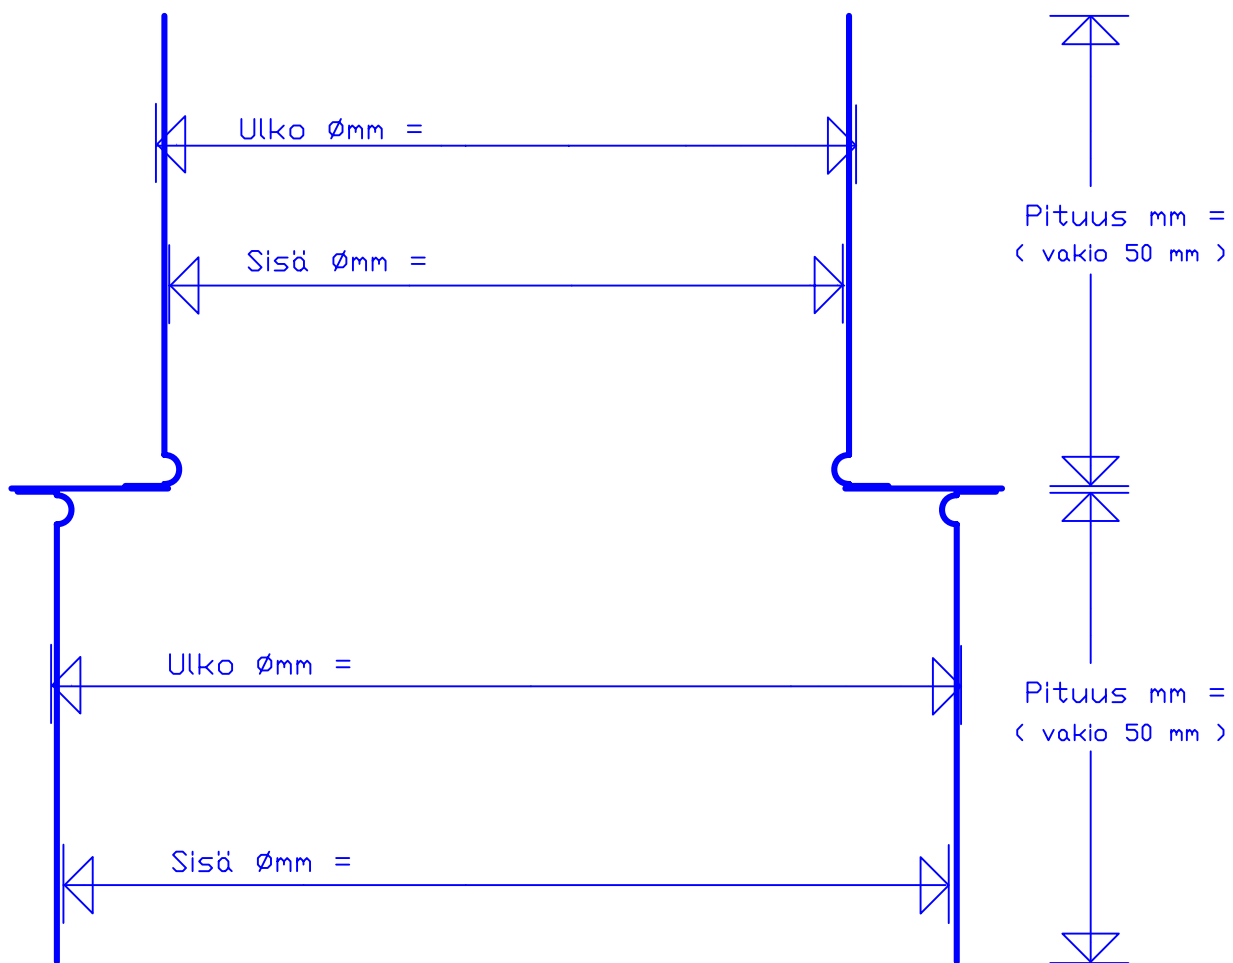 Ulko Ømm =
Pituus mm =
( vakio 50 mm )
Sisä Ømm =
Ulko Ømm =
Pituus mm =
( vakio 50 mm )
Sisä Ømm =